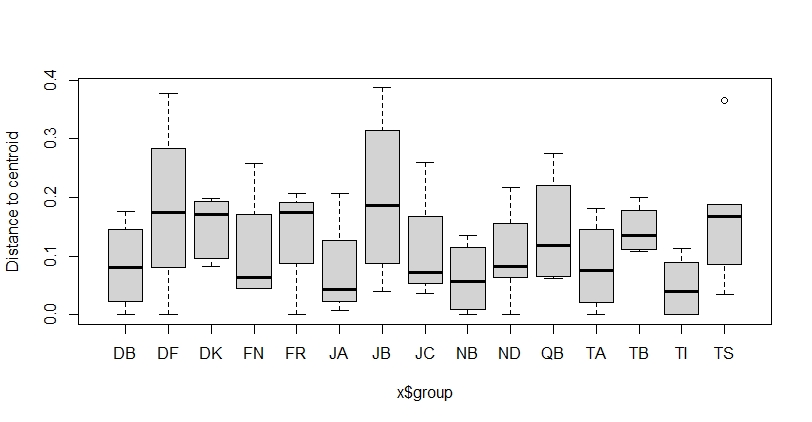 Distance to centroid
0.4
0.3
0.2
0.1
0.0
DB DF DK FN FR JA JB JC NB ND QB TA TB TI TS
x$group